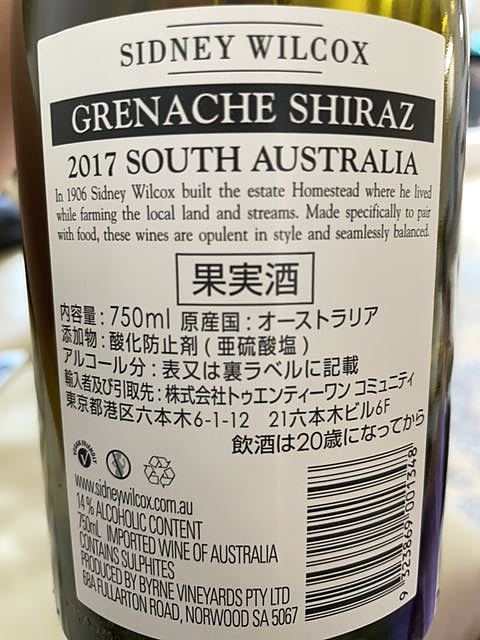 SIDNEY WILCOX
GRENACHE SHIRAZ
2017 SOUTH AUSTRALIA
In 1906 Sidney Wilcox built the estate Homestead where he lived
while farming the local land and streams. Made specifically to pair
with food, these wines are opulent in style and seamlessly balanced.
果実酒
内容量：750ml 原産国：オーストラリア
添加物：酸化防止剤（亜硫酸塩）
アルコール分：表又は裏ラベルに記載
輸入者及び引取先：株式会社トゥエンティーワン コミュニティ
東京都港区六本木6-1-12 21六本木ビル6F
飲酒は20歳になってから
www.sidneywilcox.com.au
14% ALCOHOLIC CONTENT
750mL IMPORTED WINE OF AUSTRALIA
CONTAINS SULPHITES
PRODUCED BY BYRNE VINEYARDS PTY LTD
68A FULLARTON ROAD, NORWOOD SA 5067
9 323869 001348